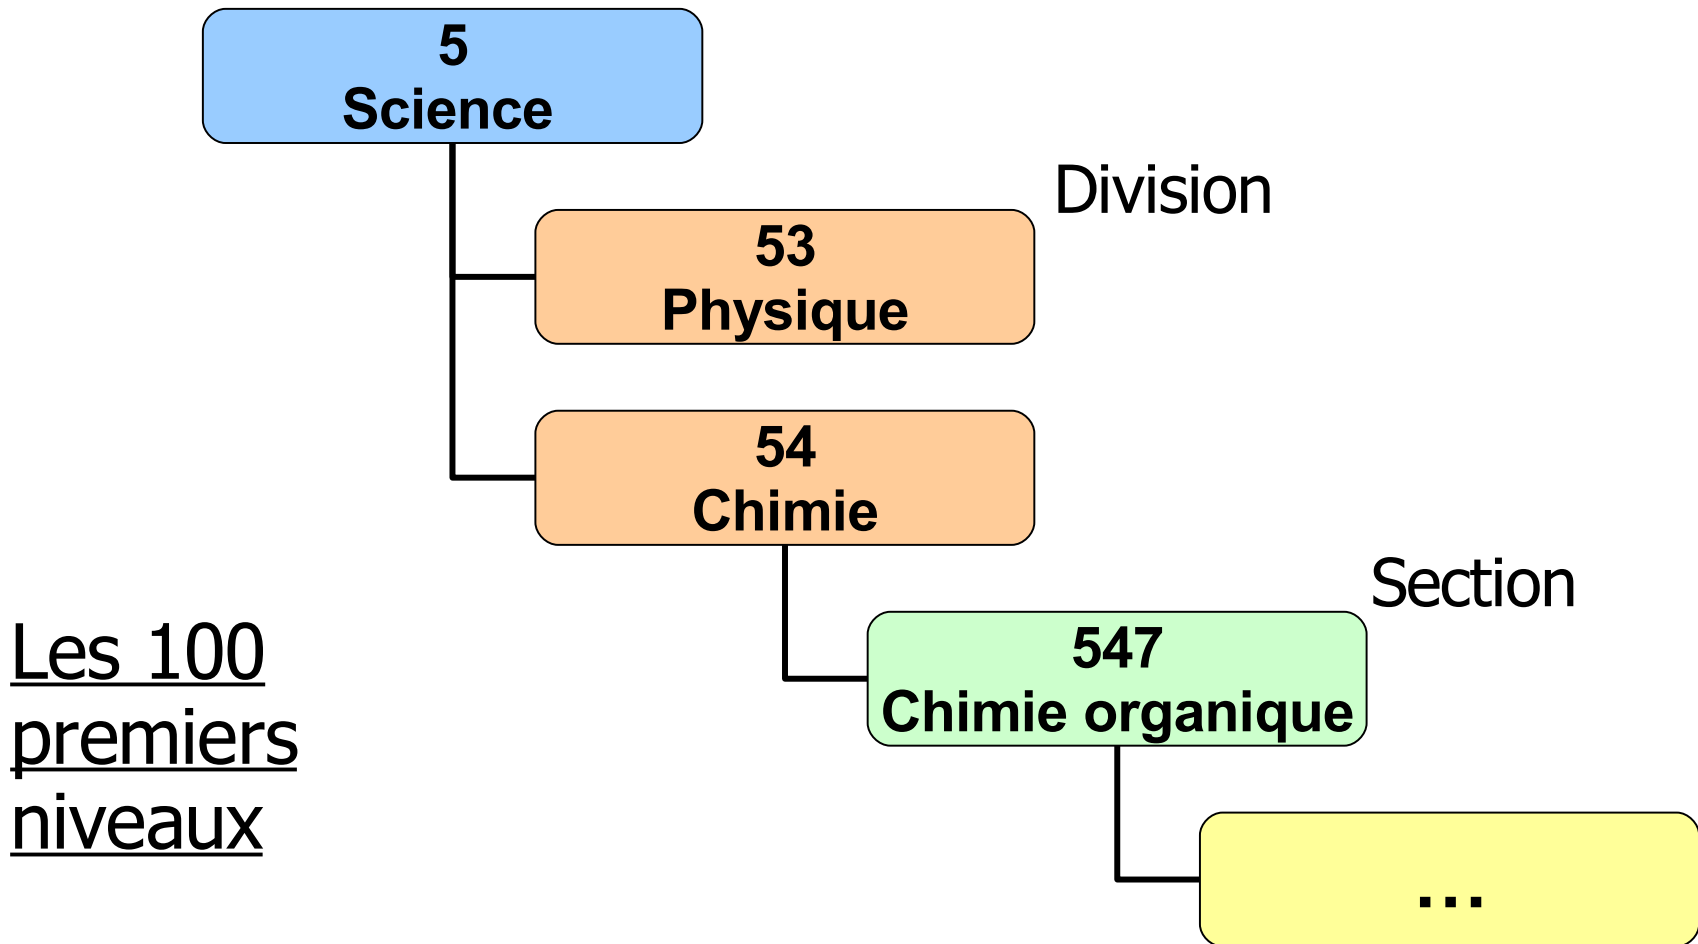 5
Science
Division
53
Physique
54
Chimie
Section
547
Chimie organique
Les 100
premiers
niveaux
...